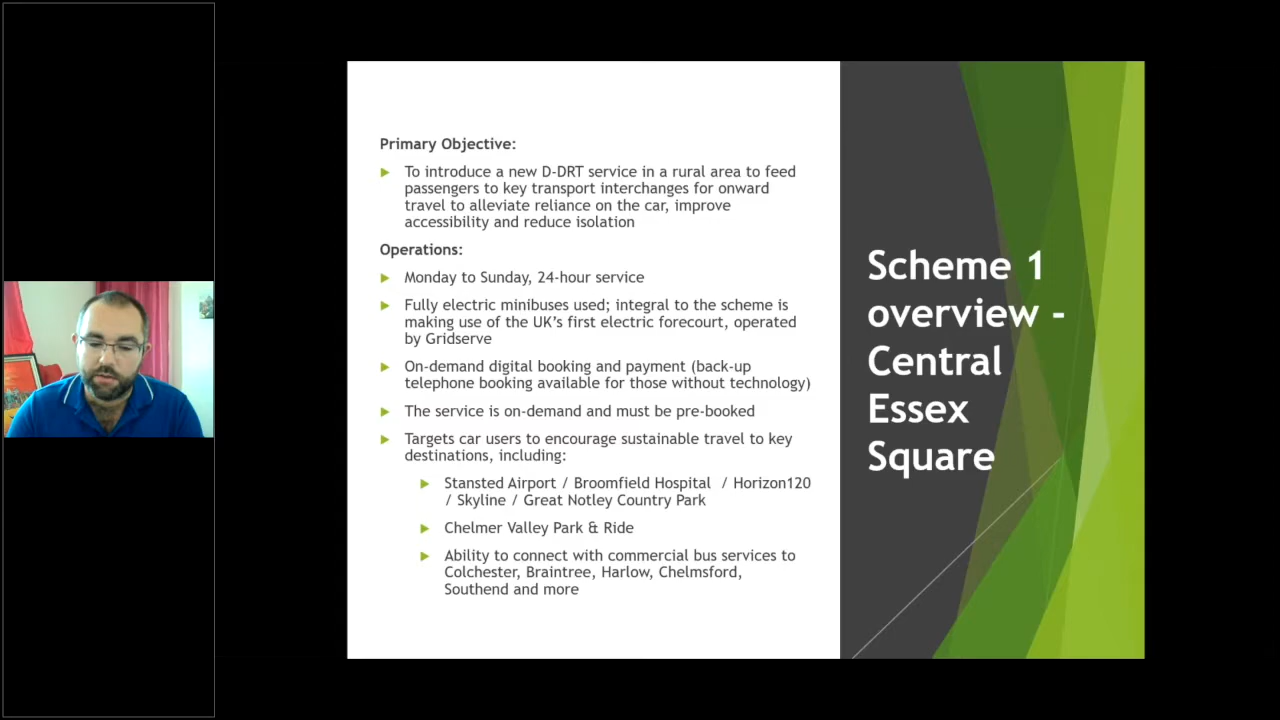 Primary Objective:
To introduce a new D-DRT service in a rural area to feed
passengers to key transport interchanges for onward
travel to alleviate reliance on the car, improve
accessibility and reduce isolation
Operations:
Monday to Sunday, 24-hour service
Fully electric minibuses used; integral to the scheme is
making use of the UK's first electric forecourt, operated
by Gridserve
On-demand digital booking and payment (back-up
telephone booking available for those without technology)
The service is on-demand and must be pre-booked
Targets car users to encourage sustainable travel to key
destinations, including:
Stansted Airport / Broomfield Hospital / Horizon120
/ Skyline / Great Notley Country Park
Chelmer Valley Park & Ride
Ability to connect with commercial bus services to
Colchester, Braintree, Harlow, Chelmsford,
Southend and more
Scheme 1
overview -
Central
Essex
Square